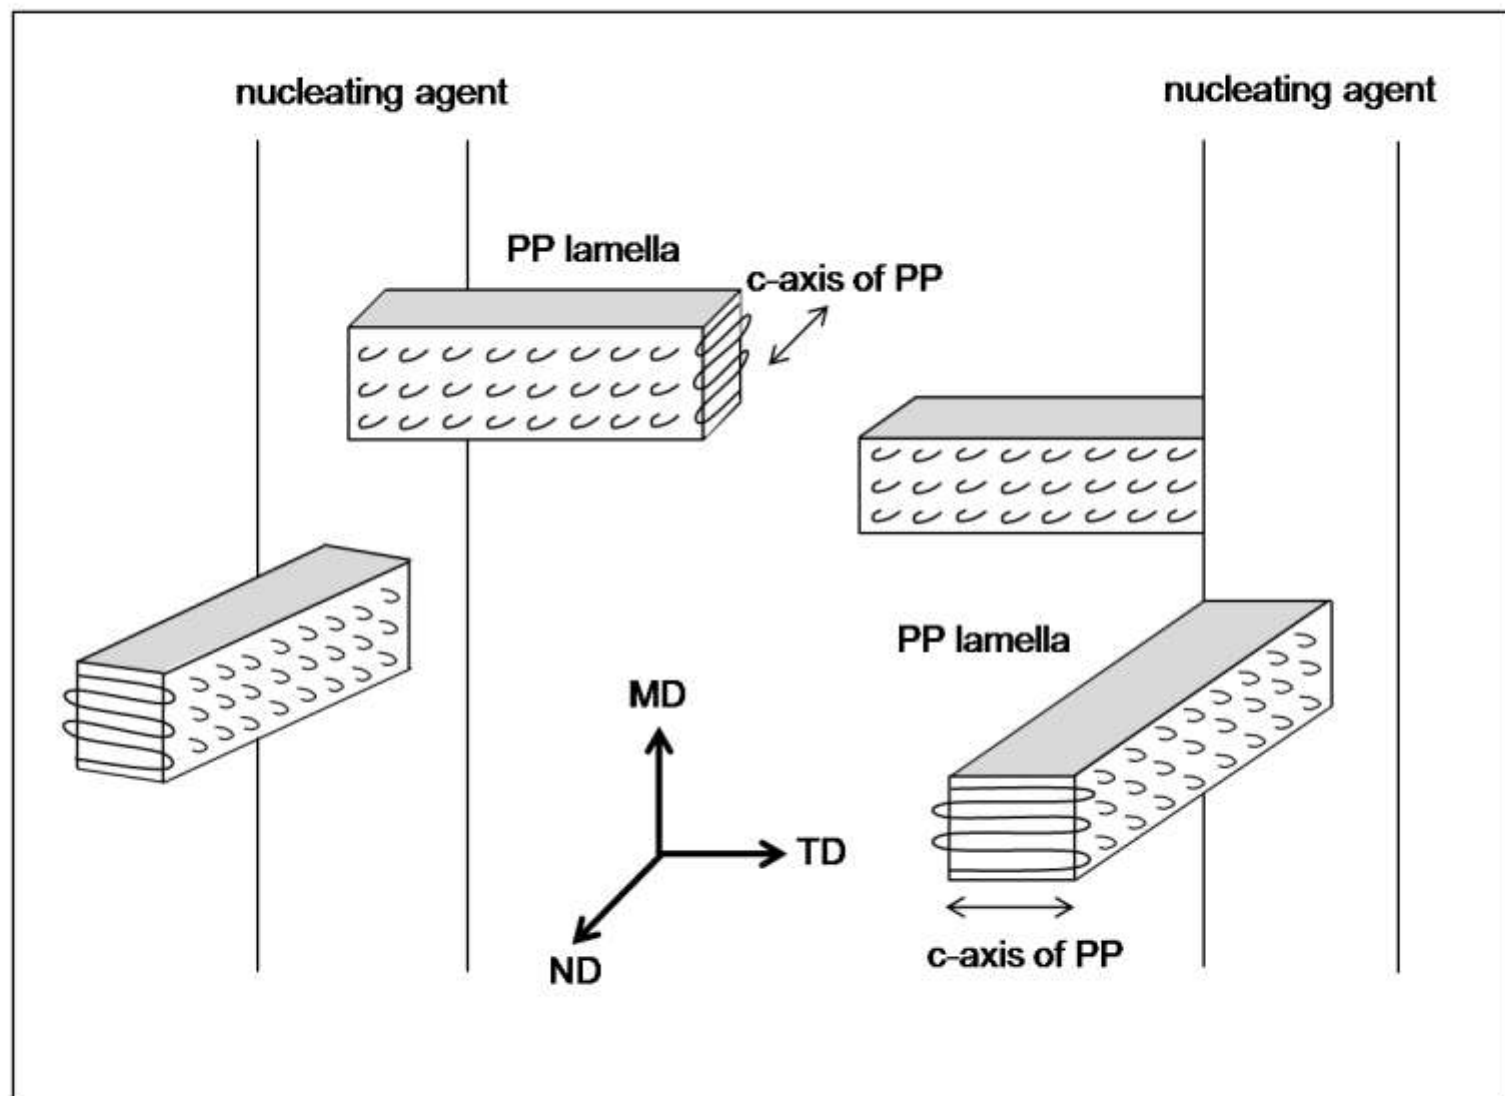 nucleating agent
nucleating agent
PP lamella
c-axis of PP
PP lamella
MD
TD
ND
c-axis of PP